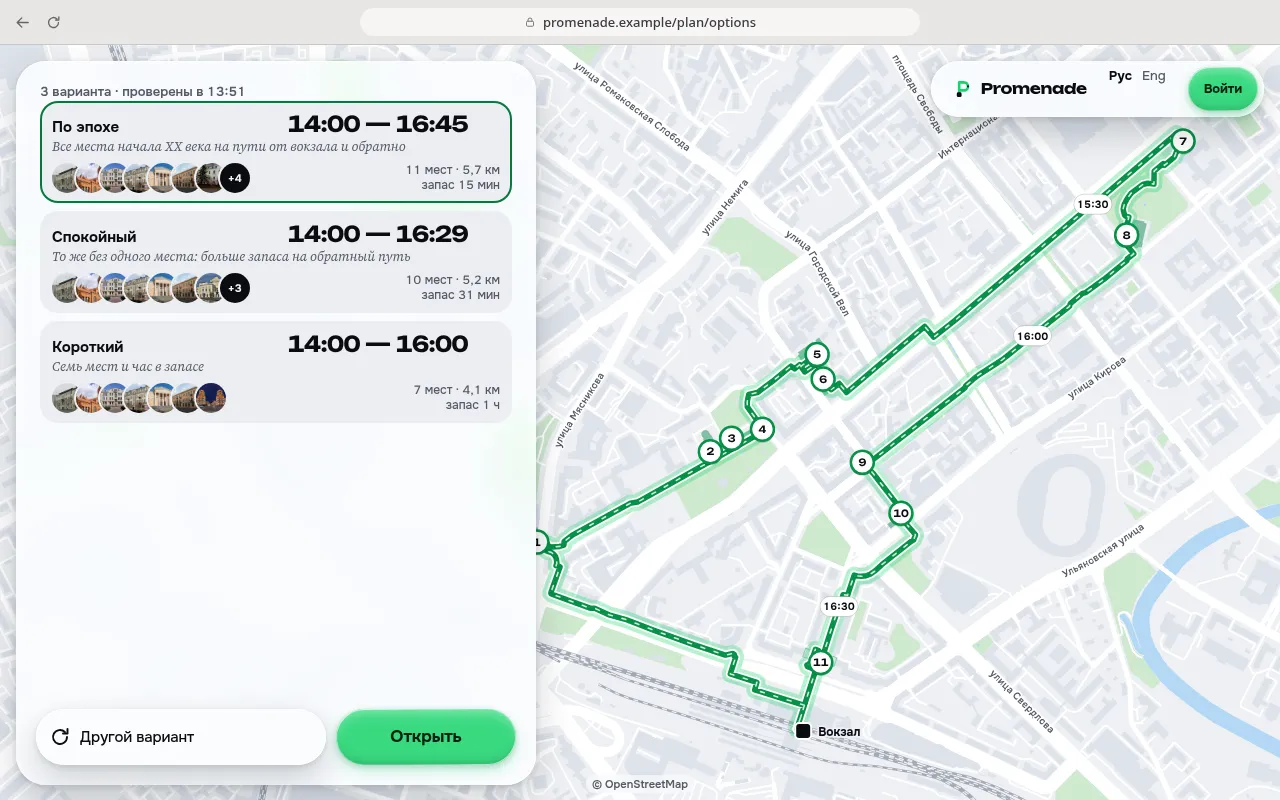 promenade.example/plan/options
3 варианта · проверены в 13:51
По эпохе
14:00 — 16:45
Все места начала XX века на пути от вокзала и обратно
+4
11 мест · 5,7 км
запас 15 мин
Спокойный
14:00 — 16:29
То же без одного места: больше запаса на обратный путь
+3
10 мест · 5,2 км
запас 31 мин
Короткий
14:00 — 16:00
Семь мест и час в запасе
7 мест · 4,1 км
запас 1 ч
Другой вариант
Открыть
Promenade
Рус
Eng
Войти
улица Романовская Слобода
площадь Свободы
Интернациона
улица Немига
улица Городской Вал
улица Мясникова
улица Кирова
Ульяновская улица
улица Свердлова
7
15:30
8
16:00
5
6
4
3
2
9
10
1
16:30
11
Вокзал
© OpenStreetMap